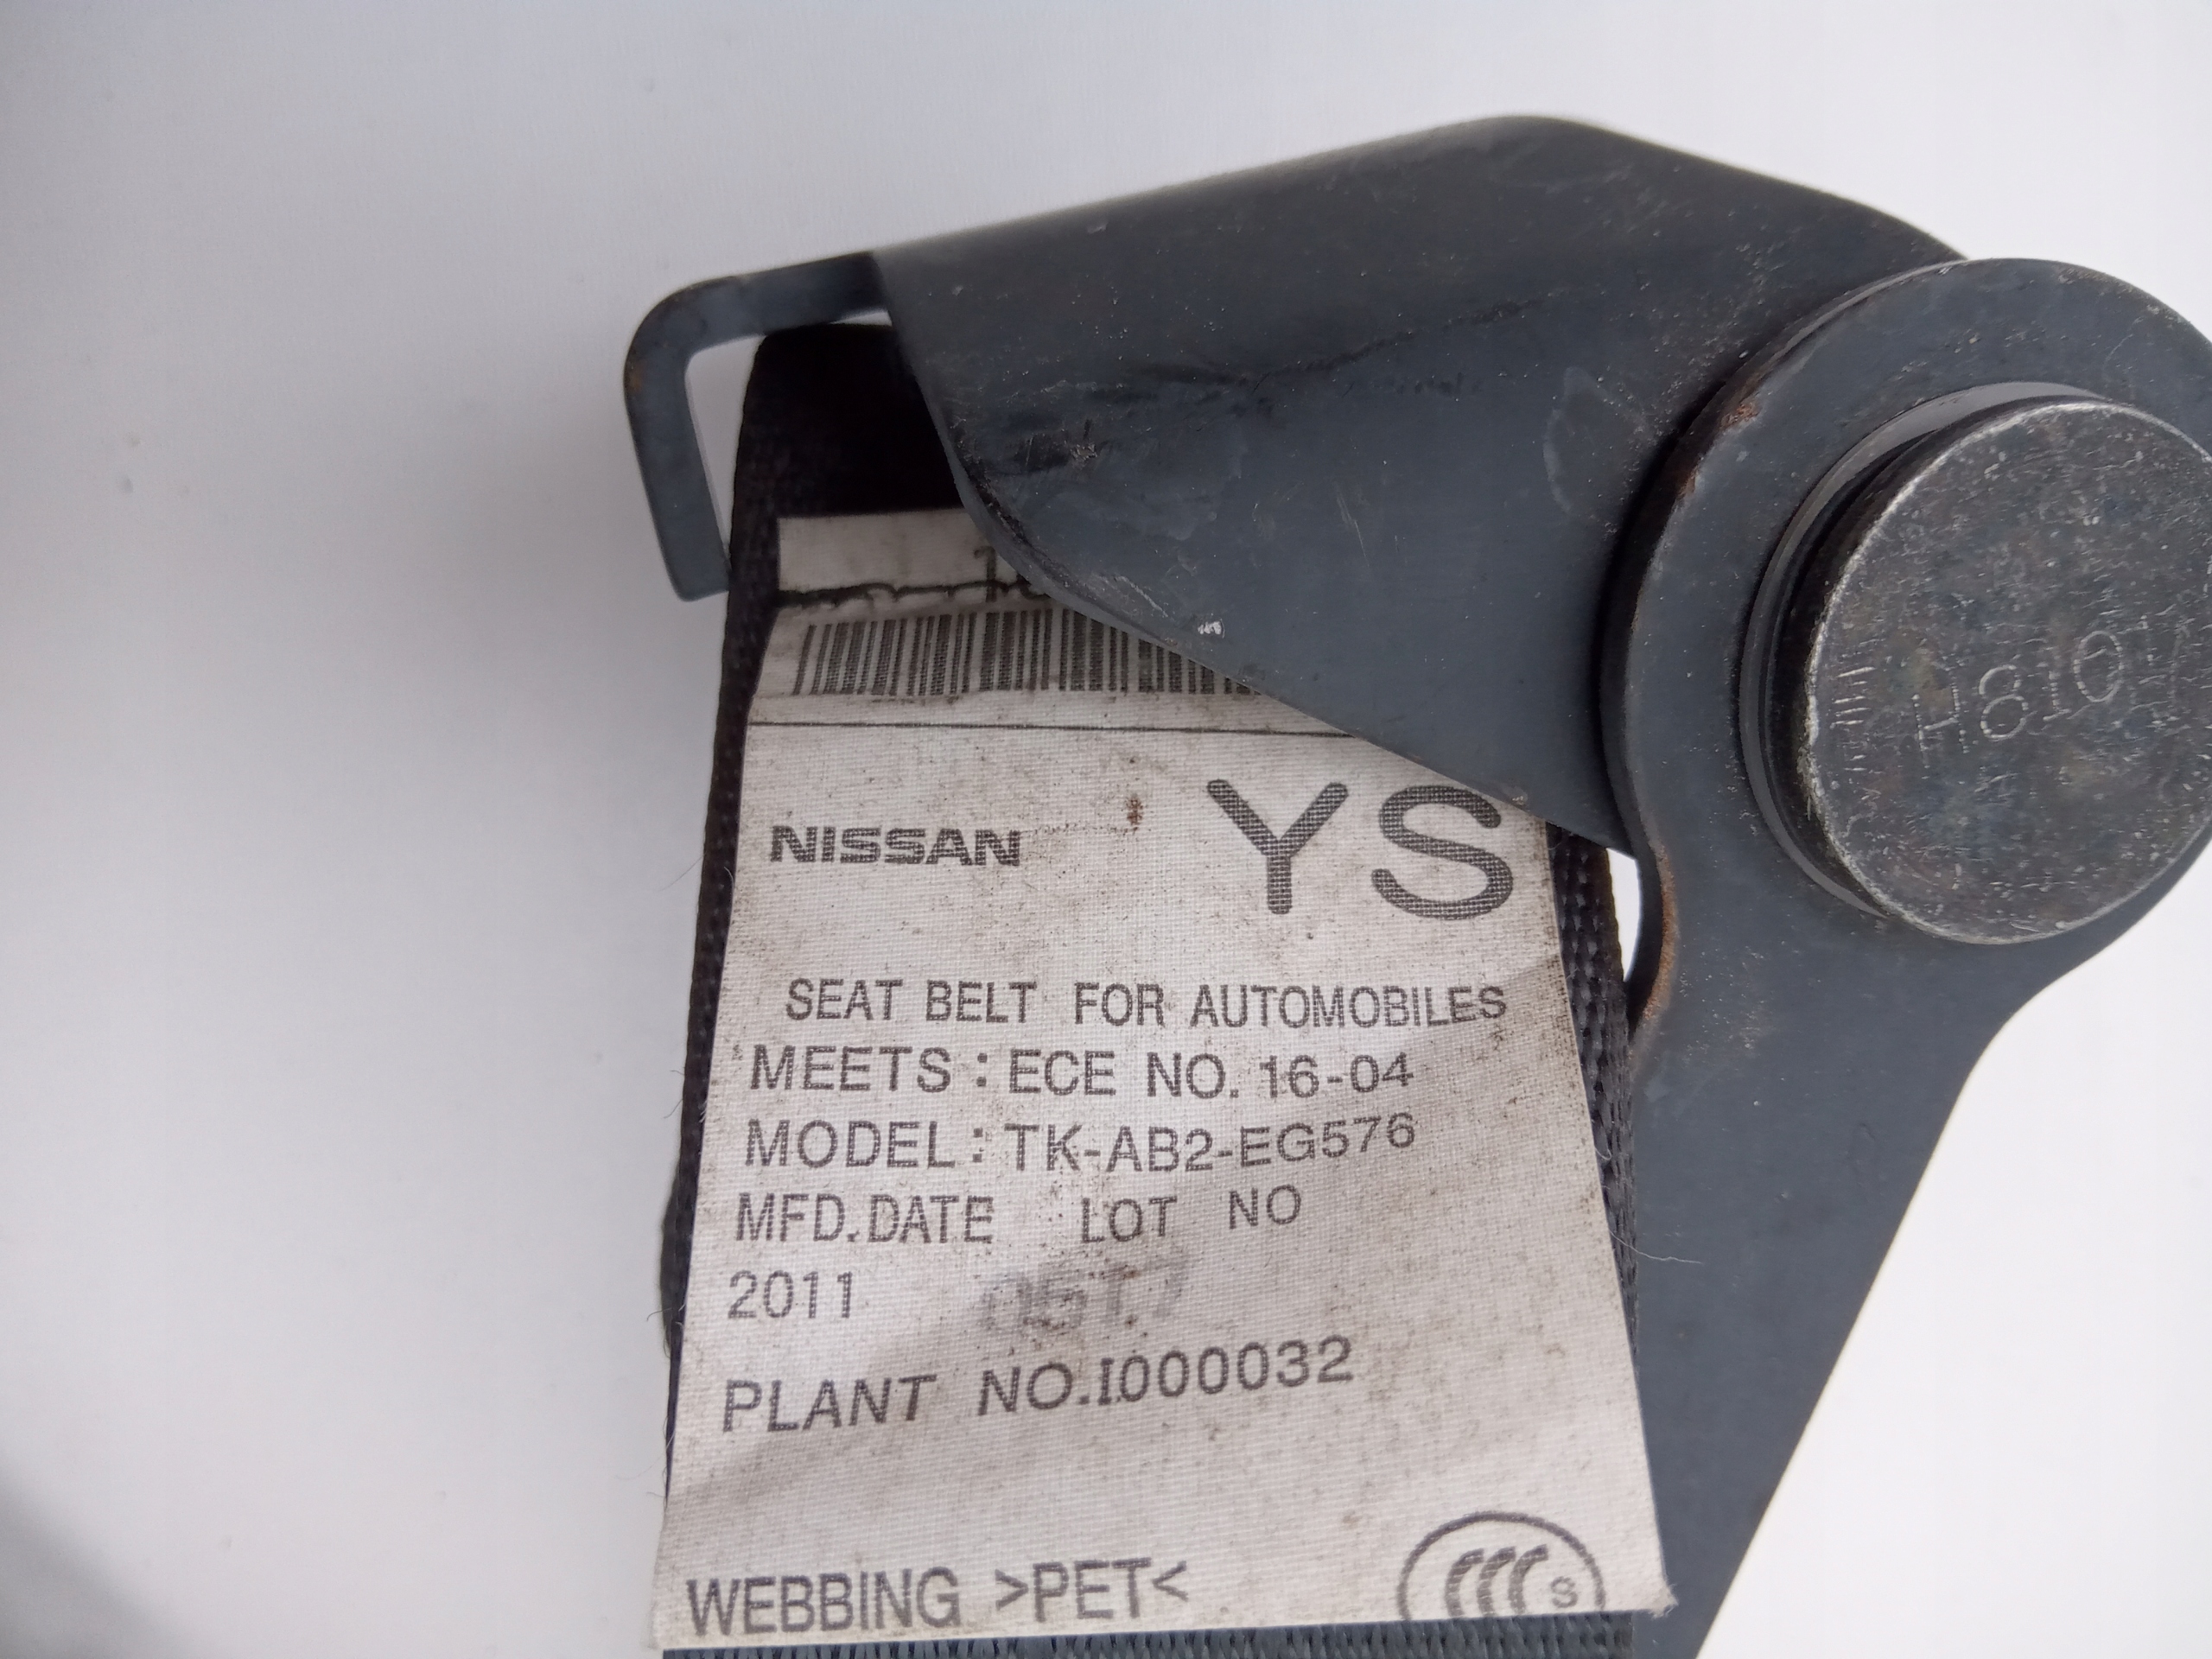 NISSAN YS
SEAT BELT FOR AUTOMOBILES
MEETS : ECE NO. 16-04
MODEL : TK-AB2-EG576
MFD.DATE LOT NO
2011
PLANT NO.I000032
WEBBING >PET<
CCC S
H810